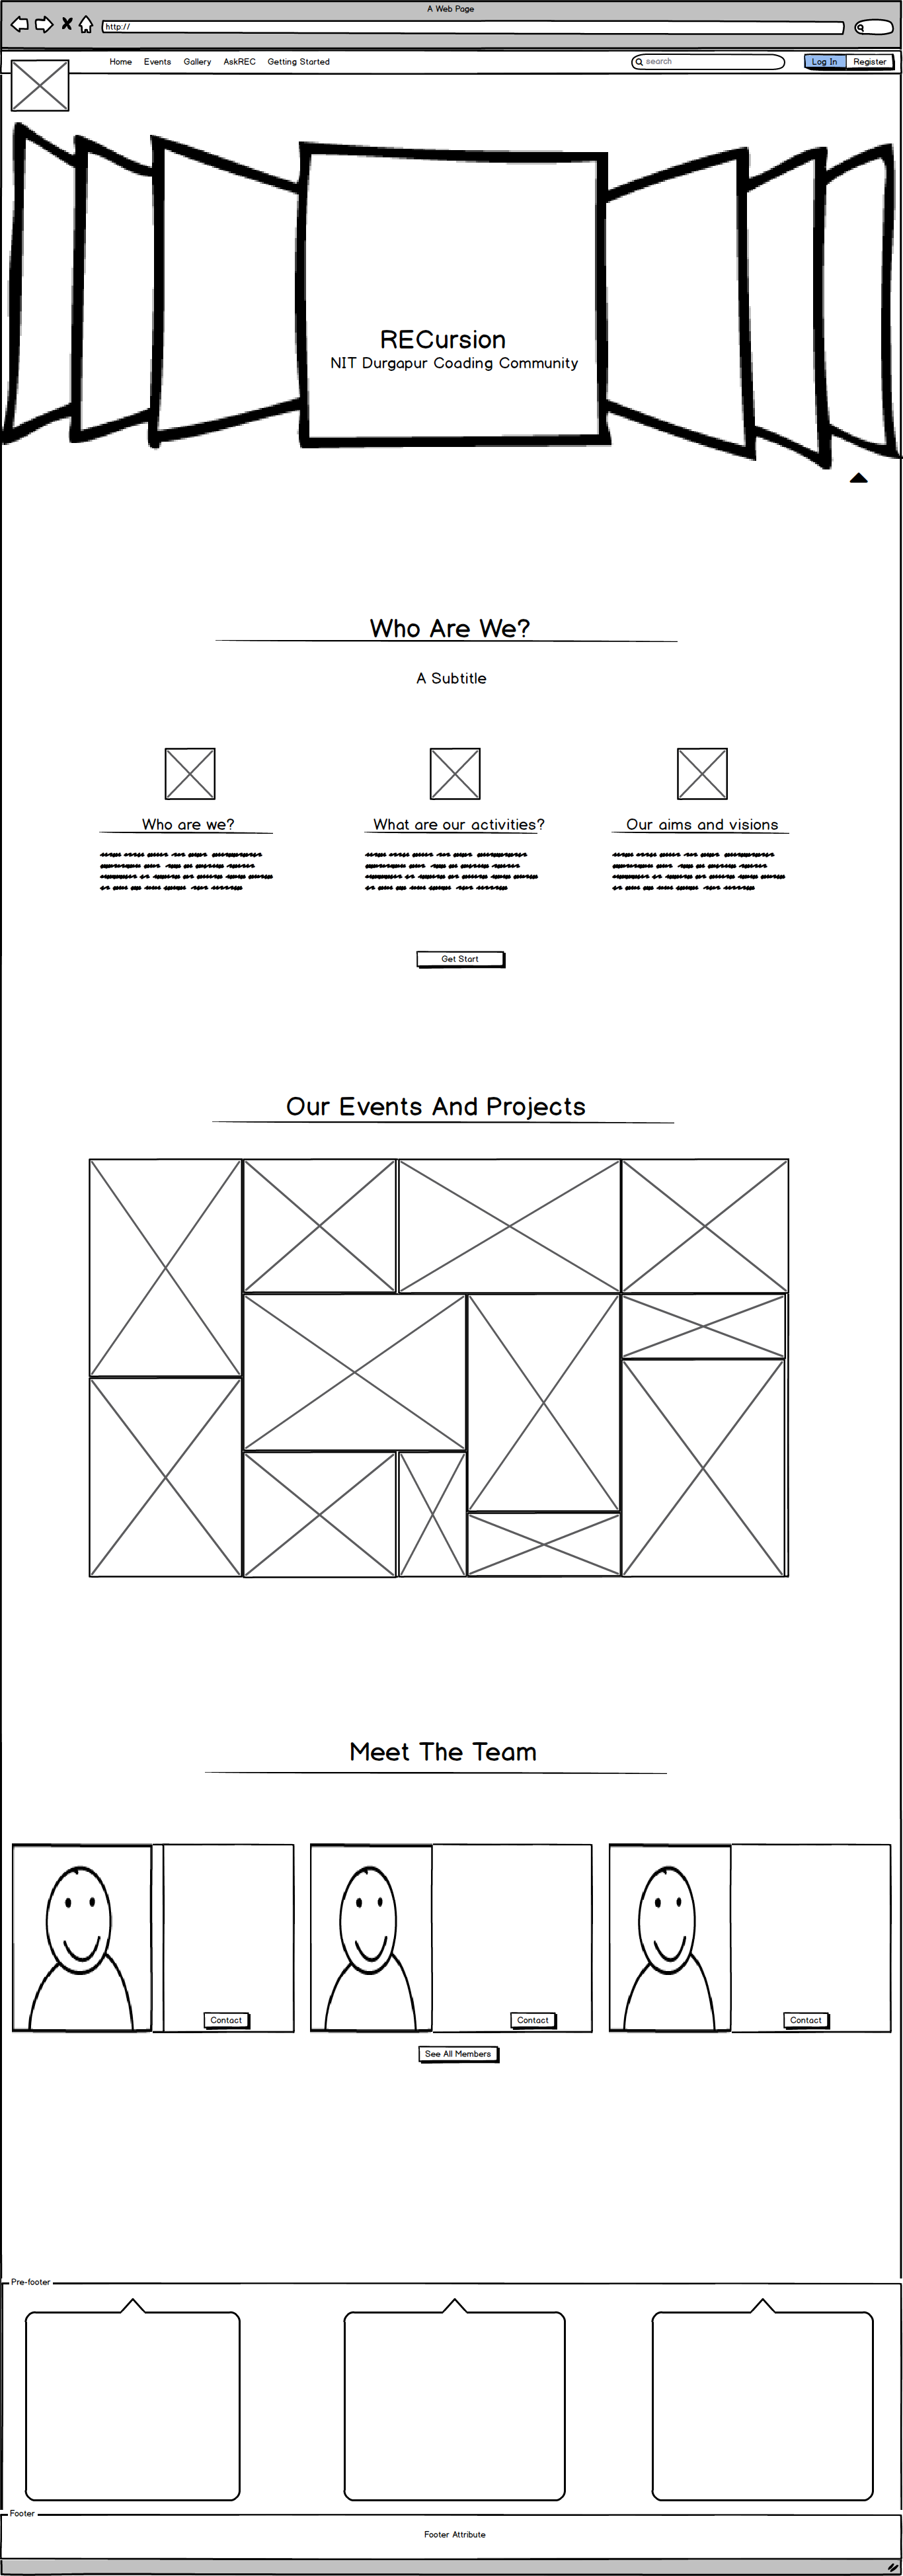 A Web Page
http://
Home Events Gallery AskREC Getting Started search Log In Register
RECursion
NIT Durgapur Coading Community
Who Are We?
A Subtitle
Who are we? What are our activities? Our aims and visions
Get Start
Our Events And Projects
Meet The Team
Contact Contact Contact
See All Members
Pre-footer
Footer
Footer Attribute